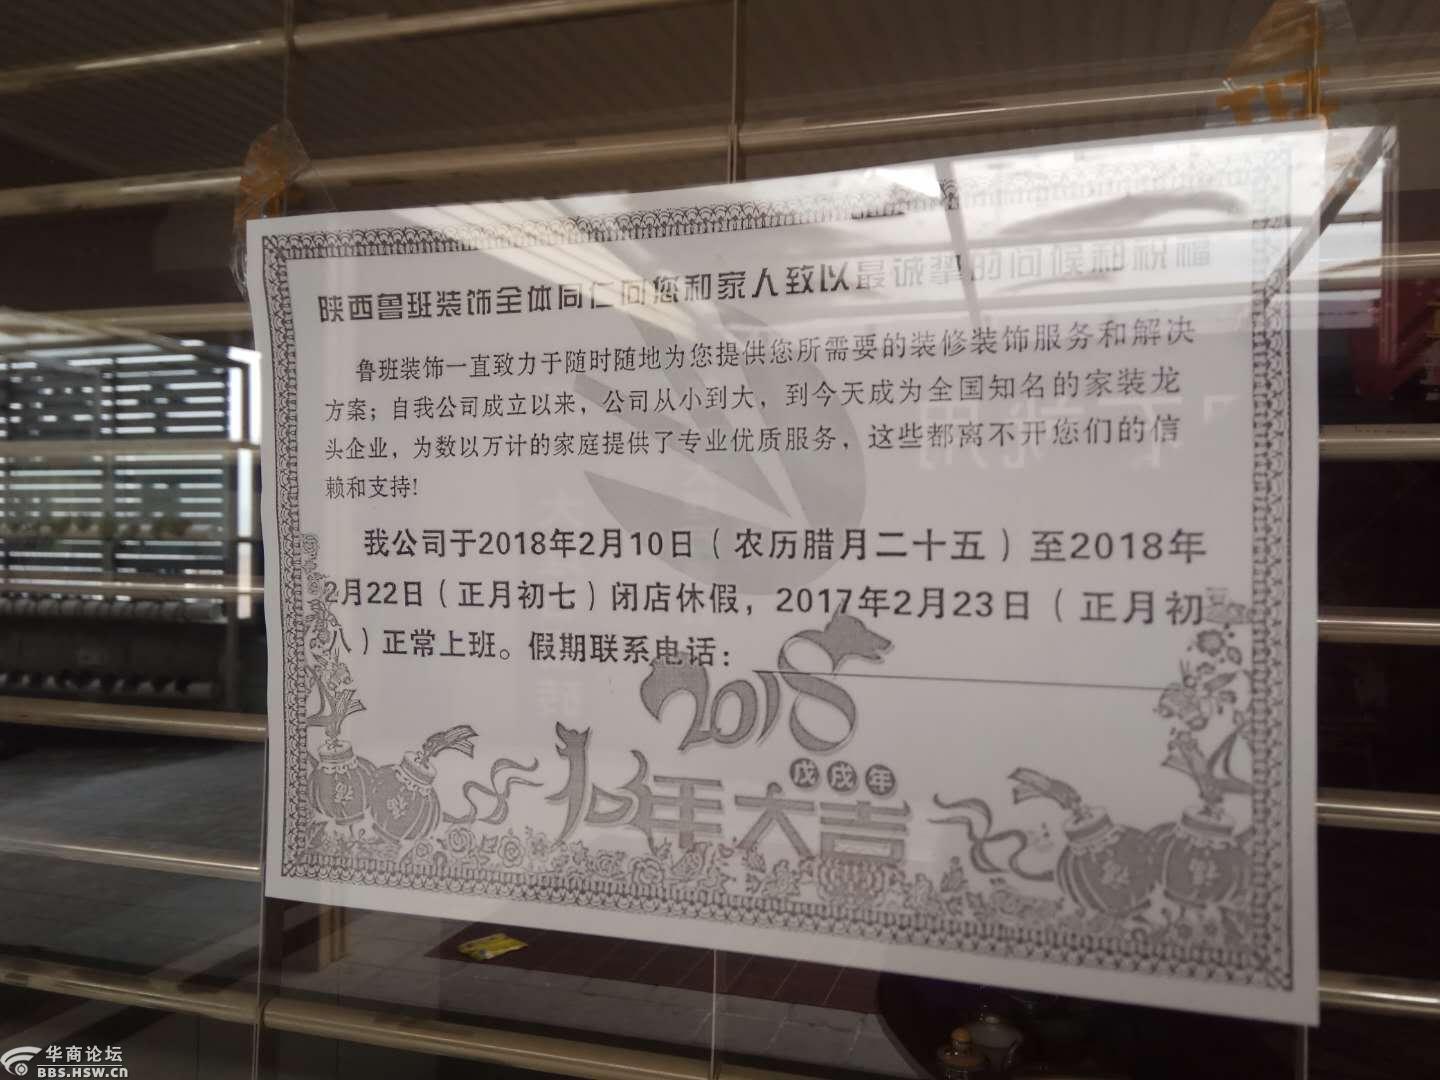 陕西鲁班装饰全体同仁向您和家人致以最诚挚的问候和祝福
鲁班装饰一直致力于随时随地为您提供您所需要的装修装饰服务和解决
方案；自我公司成立以来，公司从小到大，到今天成为全国知名的家装龙
头企业，为数以万计的家庭提供了专业优质服务，这些都离不开您们的信
赖和支持!
我公司于2018年2月10日（农历腊月二十五）至2018年
2月22日（正月初七）闭店休假，2017年2月23日（正月初
八）正常上班。假期联系电话：
2018
戊戌年
狗年大吉
福
福
华商论坛
BBS.HSW.CN